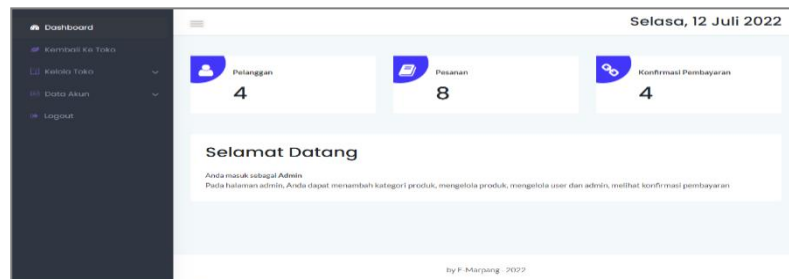 Dashboard
Kembali Ke Toko
Kelola Toko
Data Akun
Logout
Selasa, 12 Juli 2022
Pelanggan
4
Pesanan
8
Konfirmasi Pembayaran
4
Selamat Datang
Anda masuk sebagai Admin
Pada halaman admin, Anda dapat menambah kategori produk, mengelola produk, mengelola user dan admin, melihat konfirmasi pembayaran
by E-Marpang - 2022